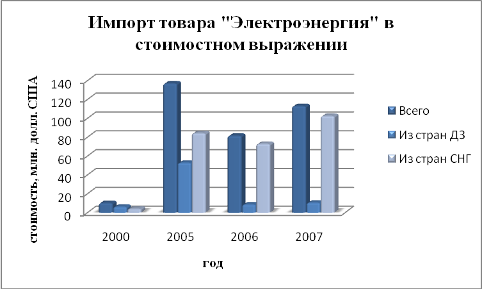 Импорт товара "Электроэнергия" в
стоимостном выражении
стоимость, млн. долл. США
140
120
100
80
60
40
20
0
2000 2005 2006 2007
год
Всего
Из стран ДЗ
Из стран СНГ